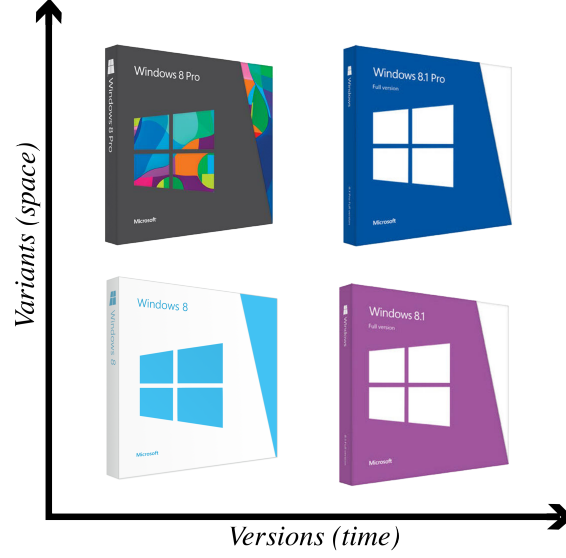 Variants (space)
Windows 8 Pro
Windows 8 Pro
Microsoft
Windows 8.1 Pro
Full version
Windows
Microsoft
Windows 8
Windows 8
Microsoft
Windows 8.1
Full version
Windows
Microsoft
Versions (time)